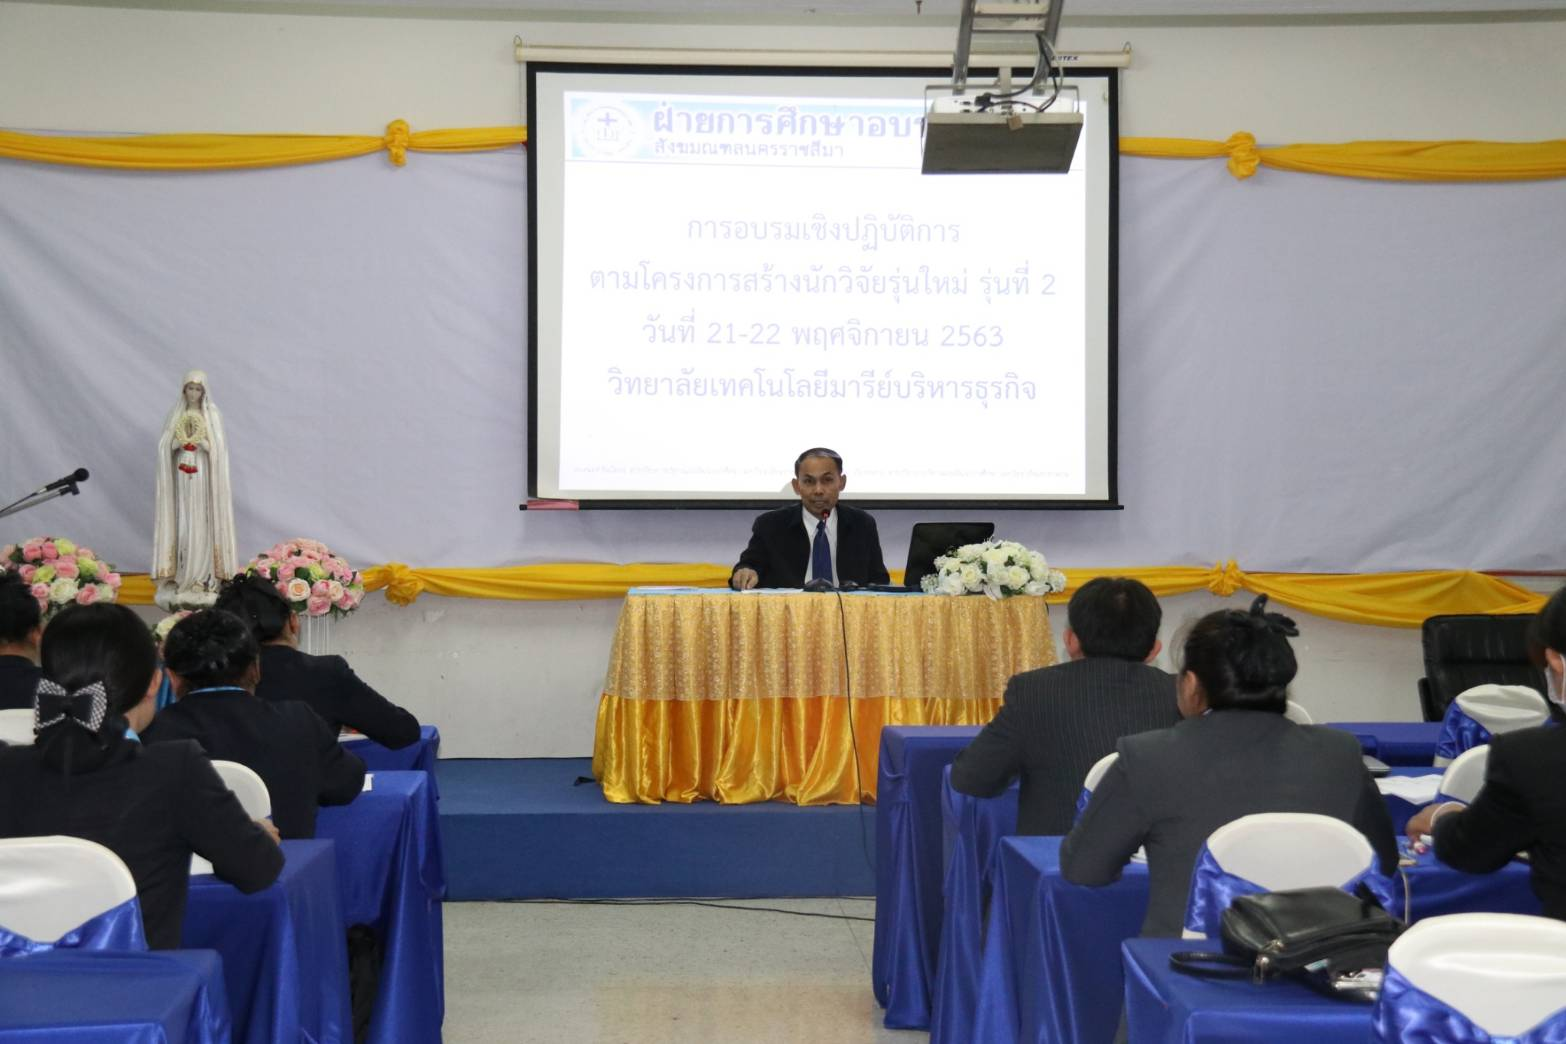 ฝ่ายการศึกษาอบ
สังฆมณฑลนครราชสีมา
การอบรมเชิงปฏิบัติการ
ตามโครงการสร้างนักวิจัยรุ่นใหม่ รุ่นที่ 2
วันที่ 21-22 พฤศจิกายน 2563
วิทยาลัยเทคโนโลยีมารีย์บริหารธุรกิจ